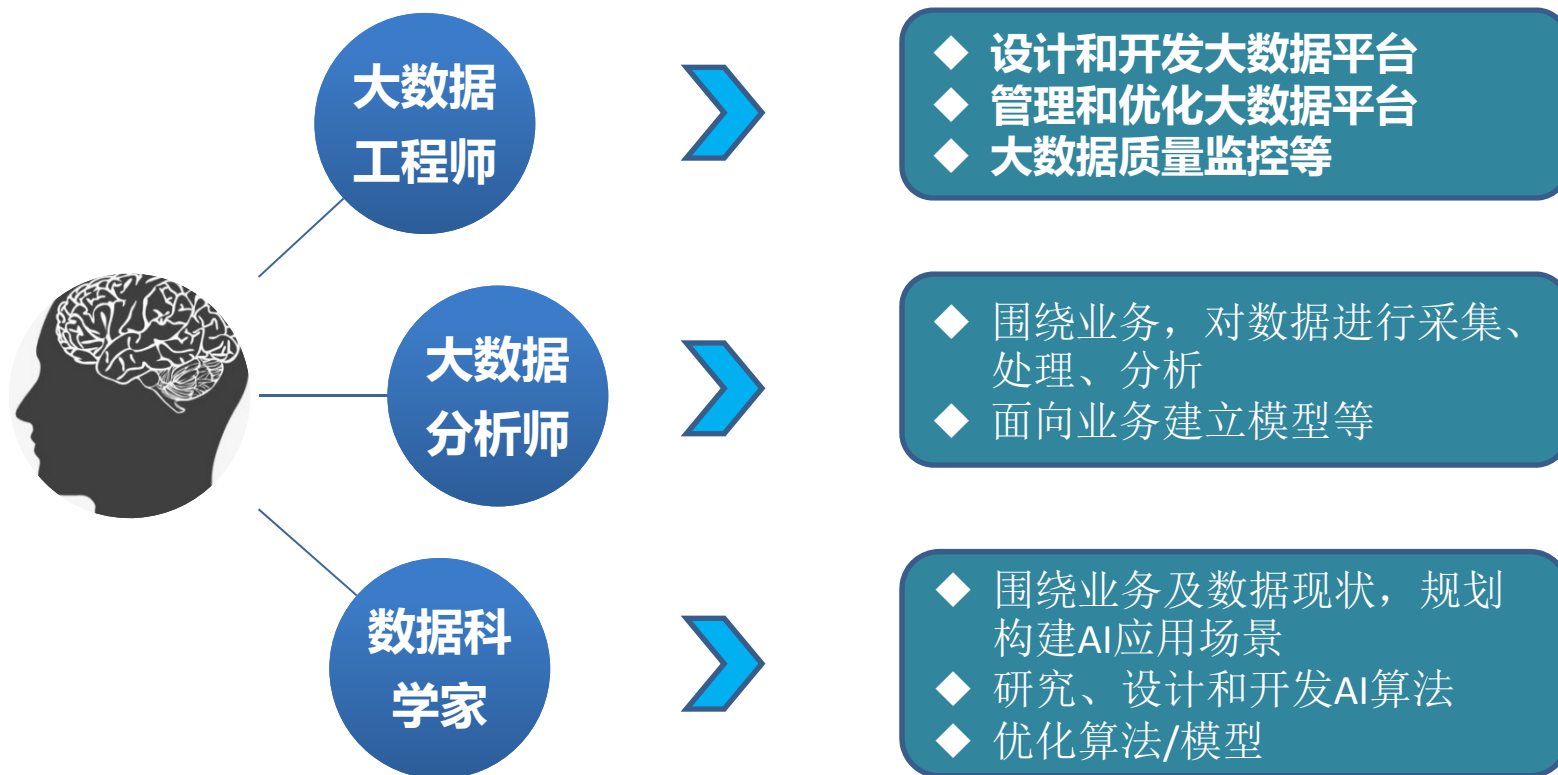 大数据
工程师
◆ 设计和开发大数据平台
◆ 管理和优化大数据平台
◆ 大数据质量监控等
大数据
分析师
◆ 围绕业务，对数据进行采集、
处理、分析
◆ 面向业务建立模型等
数据科
学家
◆ 围绕业务及数据现状，规划
构建AI应用场景
◆ 研究、设计和开发AI算法
◆ 优化算法/模型